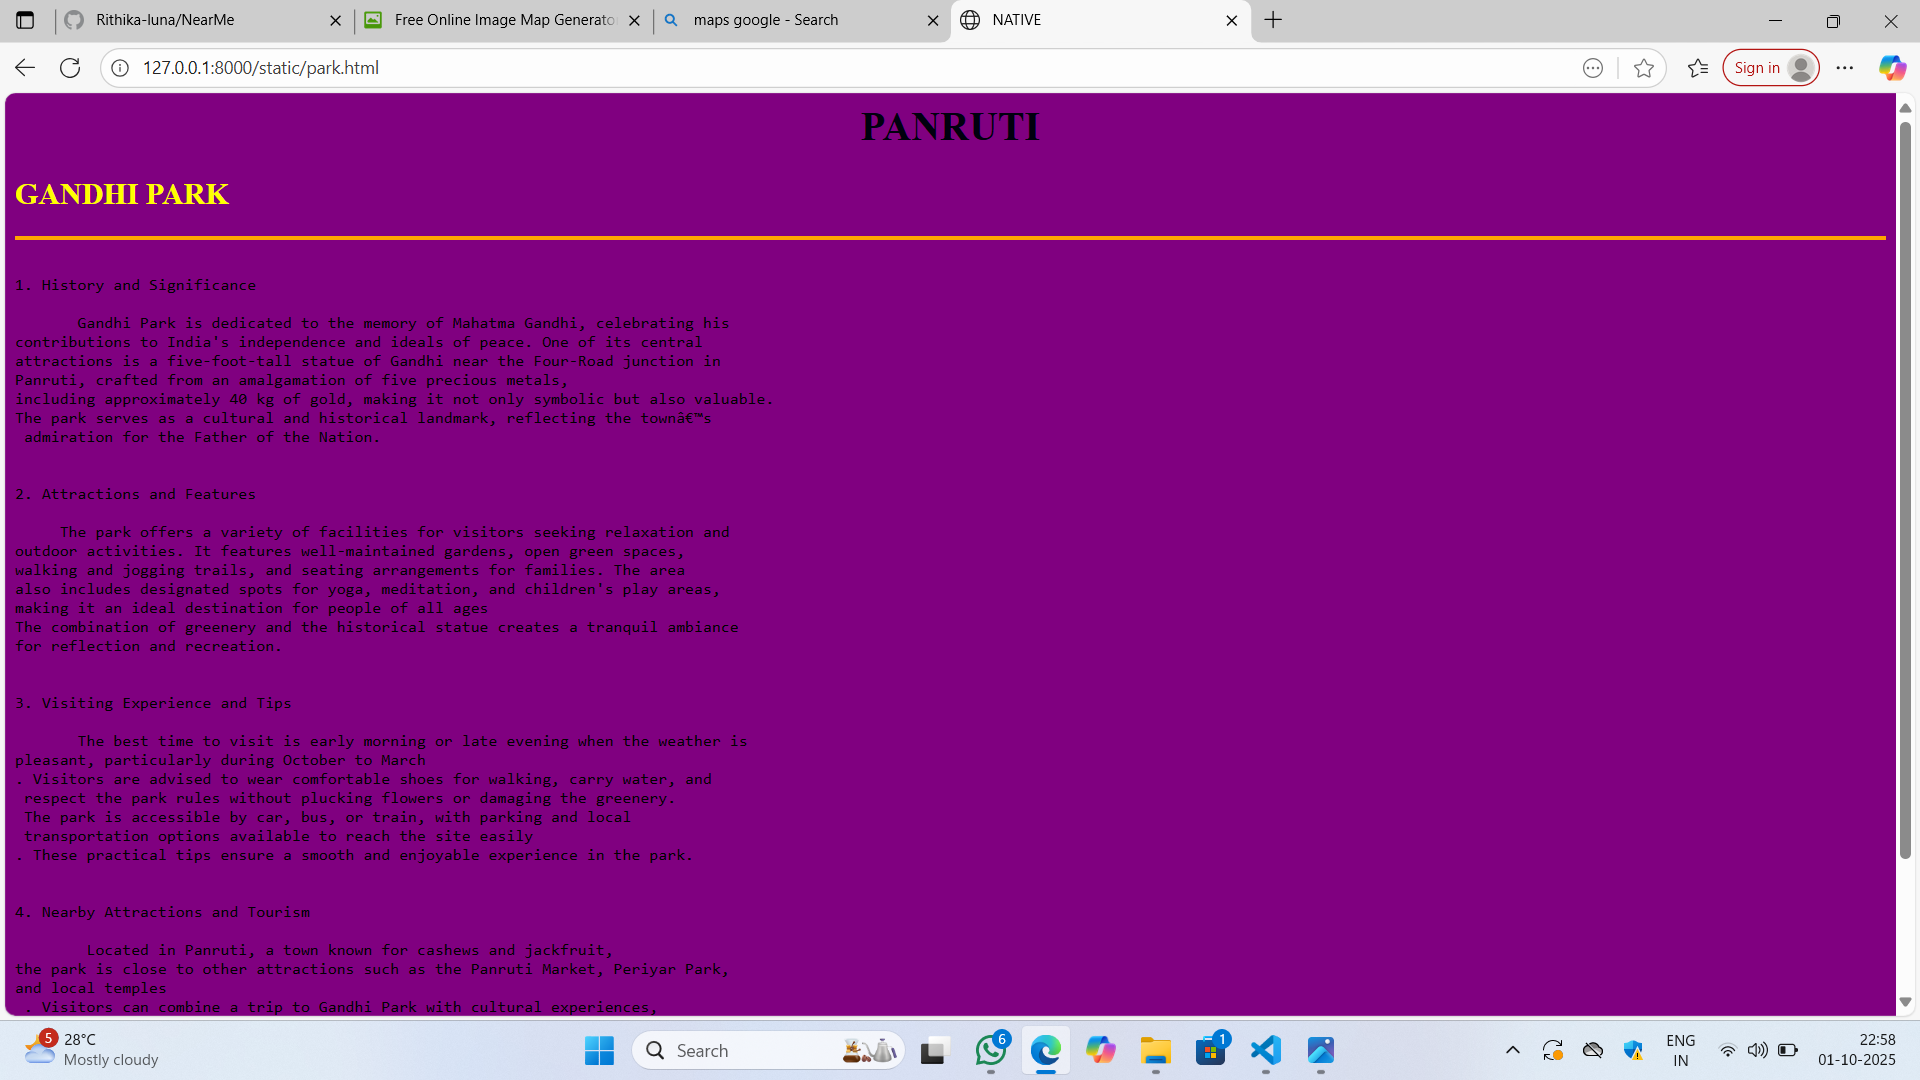 Rithika-luna/NearMe
Free Online Image Map Generato
maps google - Search
NATIVE
127.0.0.1:8000/static/park.html
Sign in
PANRUTI
GANDHI PARK
1. History and Significance
Gandhi Park is dedicated to the memory of Mahatma Gandhi, celebrating his
contributions to India's independence and ideals of peace. One of its central
attractions is a five-foot-tall statue of Gandhi near the Four-Road junction in
Panruti, crafted from an amalgamation of five precious metals,
including approximately 40 kg of gold, making it not only symbolic but also valuable.
The park serves as a cultural and historical landmark, reflecting the townâ€™s
admiration for the Father of the Nation.
2. Attractions and Features
The park offers a variety of facilities for visitors seeking relaxation and
outdoor activities. It features well-maintained gardens, open green spaces,
walking and jogging trails, and seating arrangements for families. The area
also includes designated spots for yoga, meditation, and children's play areas,
making it an ideal destination for people of all ages
The combination of greenery and the historical statue creates a tranquil ambiance
for reflection and recreation.
3. Visiting Experience and Tips
The best time to visit is early morning or late evening when the weather is
pleasant, particularly during October to March
. Visitors are advised to wear comfortable shoes for walking, carry water, and
respect the park rules without plucking flowers or damaging the greenery.
The park is accessible by car, bus, or train, with parking and local
transportation options available to reach the site easily
. These practical tips ensure a smooth and enjoyable experience in the park.
4. Nearby Attractions and Tourism
Located in Panruti, a town known for cashews and jackfruit,
the park is close to other attractions such as the Panruti Market, Periyar Park,
and local temples
. Visitors can combine a trip to Gandhi Park with cultural experiences,
5
28°C
Mostly cloudy
Search
6
1
ENG
IN
22:58
01-10-2025